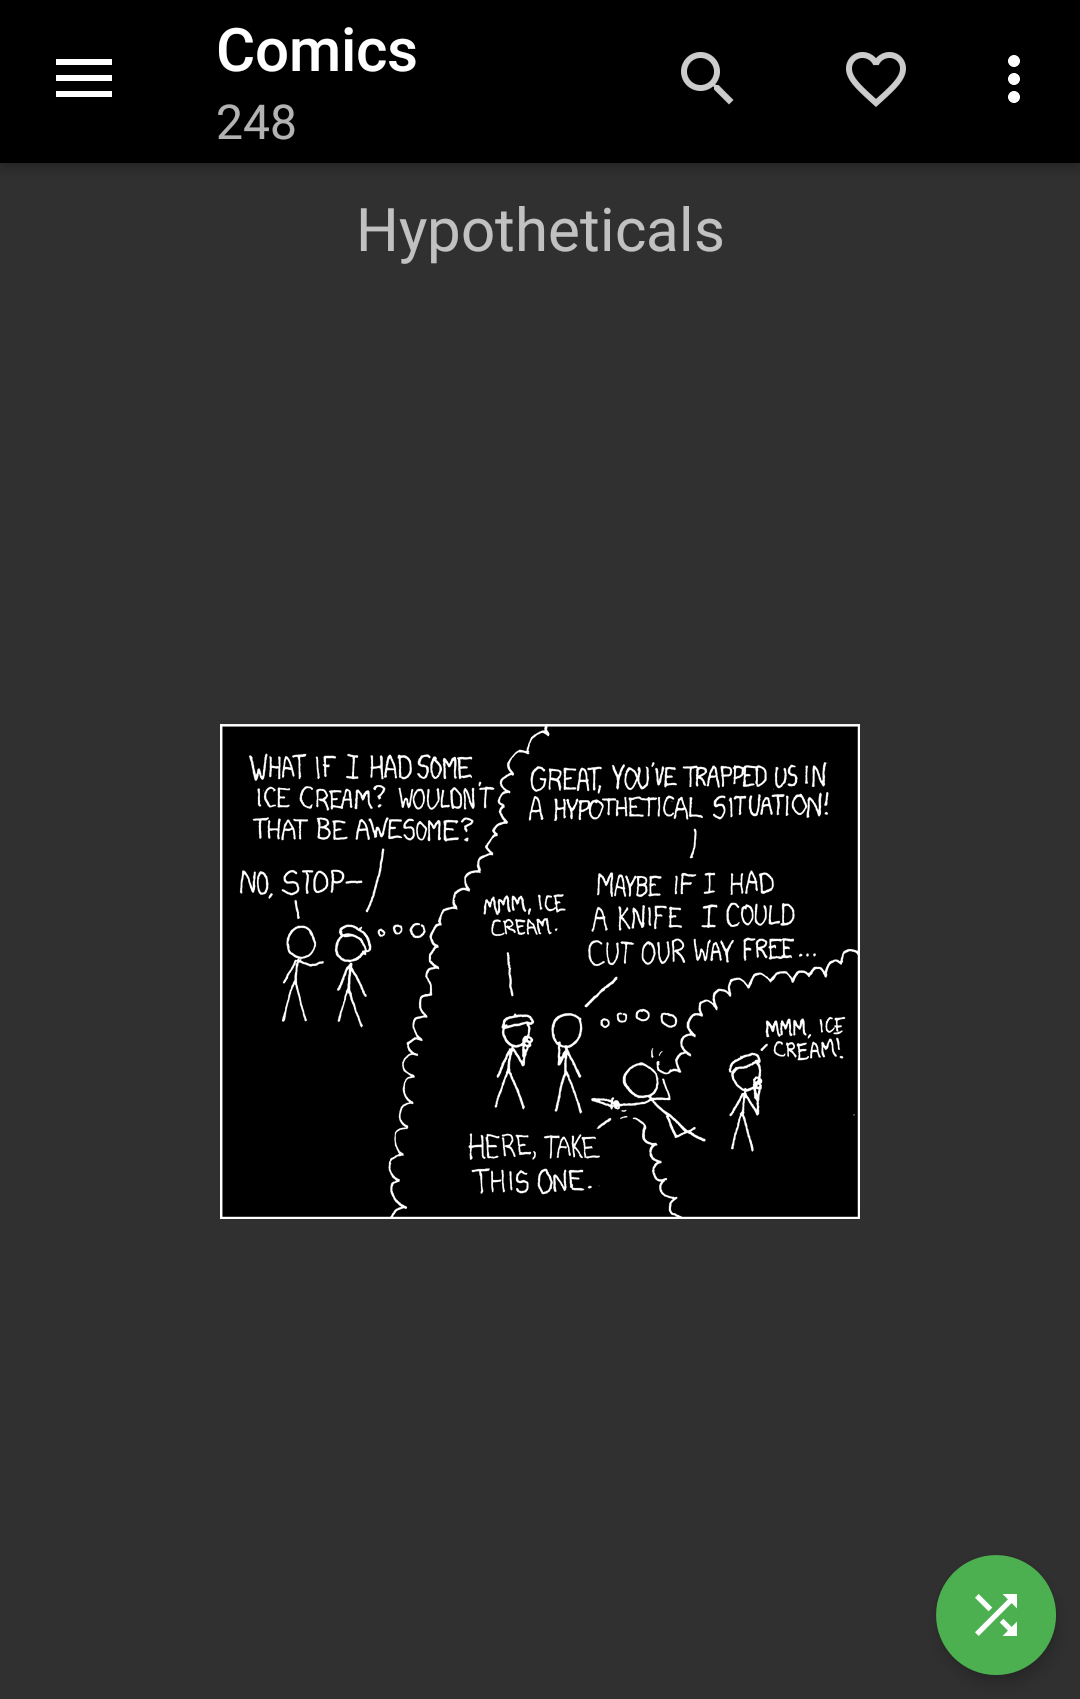 Comics
248
Hypotheticals
WHAT IF I HAD SOME
ICE CREAM? WOULDN'T
THAT BE AWESOME?
NO, STOP—
GREAT, YOU'VE TRAPPED US IN
A HYPOTHETICAL SITUATION!
MMM, ICE
CREAM.
MAYBE IF I HAD
A KNIFE I COULD
CUT OUR WAY FREE...
MMM, ICE
CREAM!
HERE, TAKE
THIS ONE.